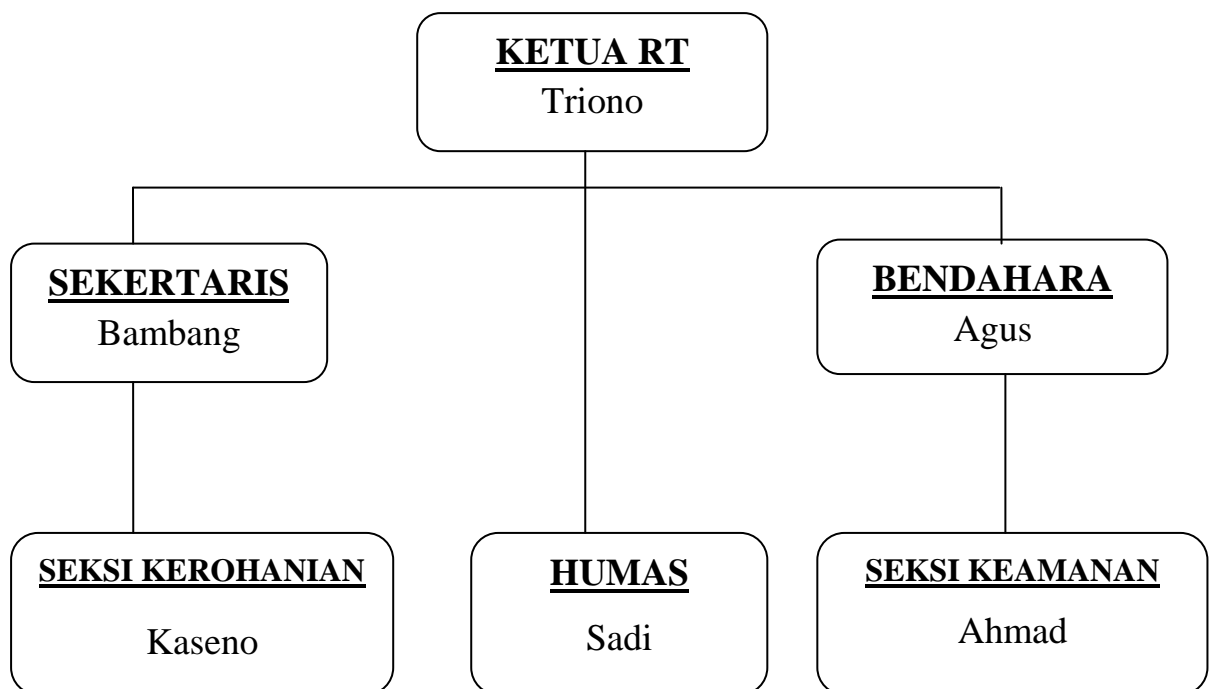 KETUA RT
Triono
SEKERTARIS
Bambang
BENDAHARA
Agus
SEKSI KEROHANIAN
Kaseno
HUMAS
Sadi
SEKSI KEAMANAN
Ahmad